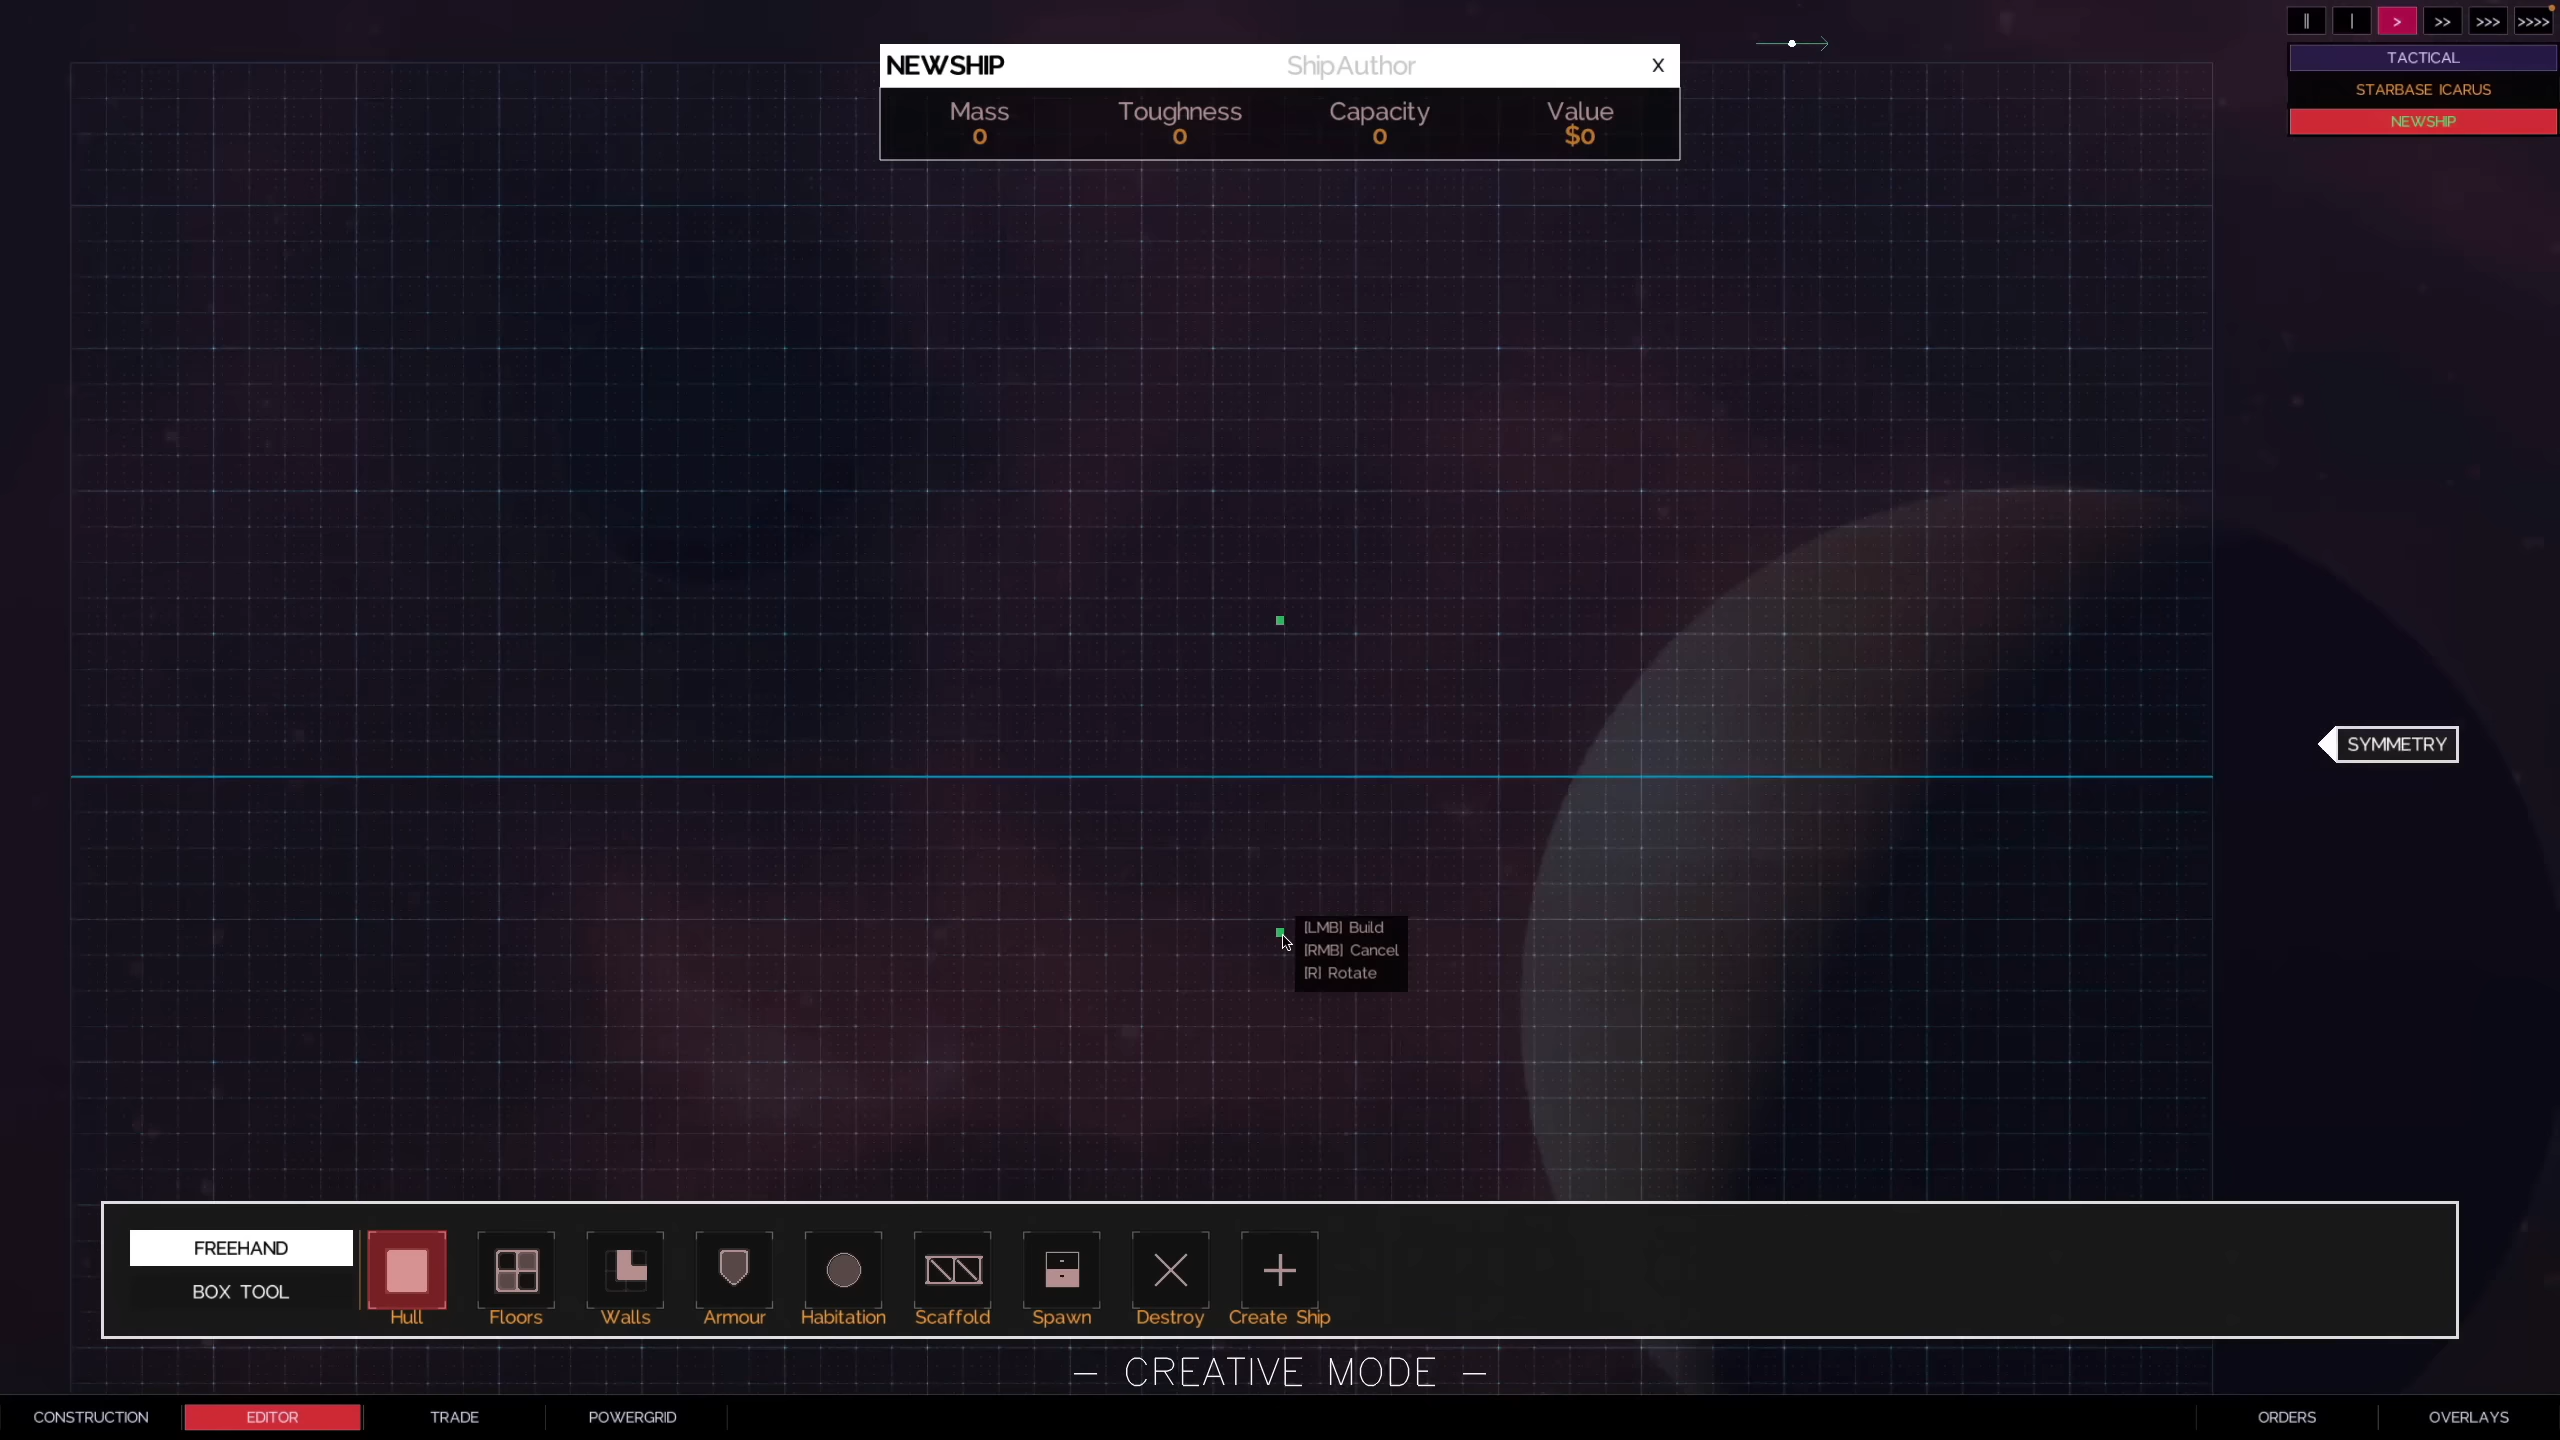 || | > >> >>> >>>>
NEWSHIP ShipAuthor X
TACTICAL
STARBASE ICARUS
NEWSHIP
Mass Toughness Capacity Value
0 0 0 $0
SYMMETRY
[LMB] Build
[RMB] Cancel
[R] Rotate
FREEHAND
BOX TOOL
Hull Floors Walls Armour Habitation Scaffold Spawn Destroy Create Ship
— CREATIVE MODE —
CONSTRUCTION EDITOR TRADE POWERGRID ORDERS OVERLAYS